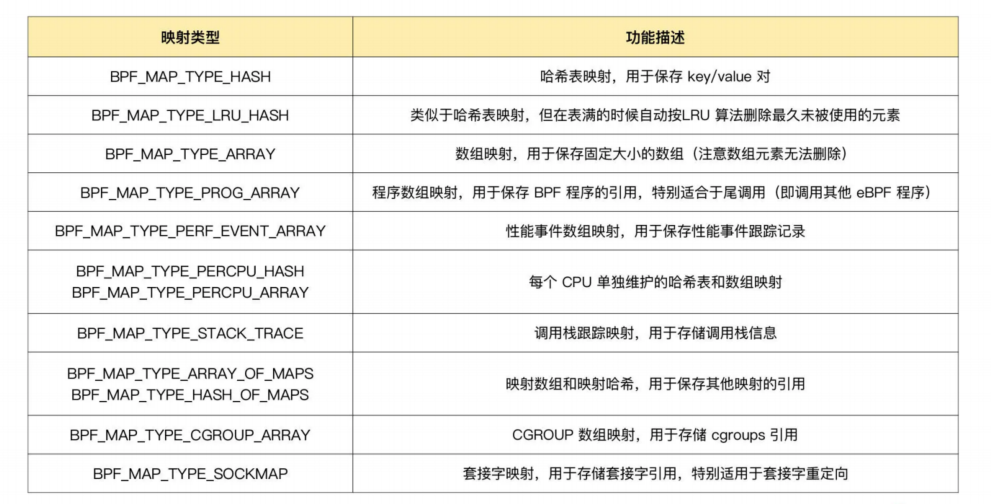 映射类型 功能描述
BPF_MAP_TYPE_HASH 哈希表映射，用于保存 key/value 对
BPF_MAP_TYPE_LRU_HASH 类似于哈希表映射，但在表满的时候自动按LRU 算法删除最久未被使用的元素
BPF_MAP_TYPE_ARRAY 数组映射，用于保存固定大小的数组（注意数组元素无法删除）
BPF_MAP_TYPE_PROG_ARRAY 程序数组映射，用于保存 BPF 程序的引用，特别适合于尾调用（即调用其他 eBPF 程序）
BPF_MAP_TYPE_PERF_EVENT_ARRAY 性能事件数组映射，用于保存性能事件跟踪记录
BPF_MAP_TYPE_PERCPU_HASH
BPF_MAP_TYPE_PERCPU_ARRAY
每个 CPU 单独维护的哈希表和数组映射
BPF_MAP_TYPE_STACK_TRACE 调用栈跟踪映射，用于存储调用栈信息
BPF_MAP_TYPE_ARRAY_OF_MAPS
BPF_MAP_TYPE_HASH_OF_MAPS
映射数组和映射哈希，用于保存其他映射的引用
BPF_MAP_TYPE_CGROUP_ARRAY CGROUP 数组映射，用于存储 cgroups 引用
BPF_MAP_TYPE_SOCKMAP 套接字映射，用于存储套接字引用，特别适用于套接字重定向